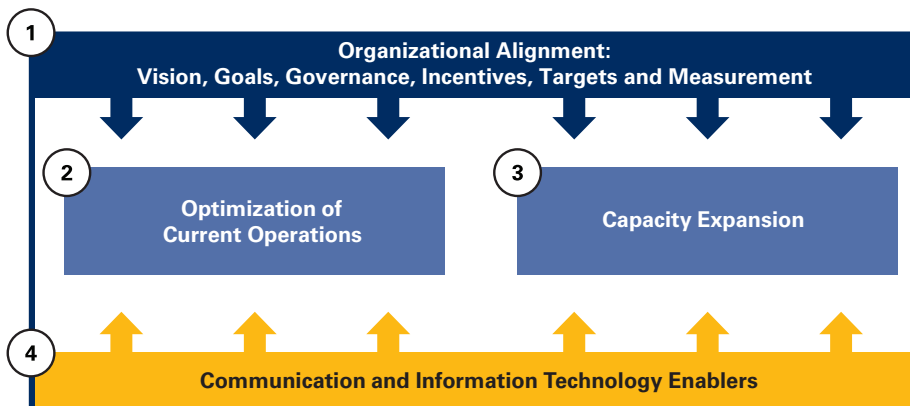 1
Organizational Alignment:
Vision, Goals, Governance, Incentives, Targets and Measurement
2
Optimization of
Current Operations
3
Capacity Expansion
4
Communication and Information Technology Enablers